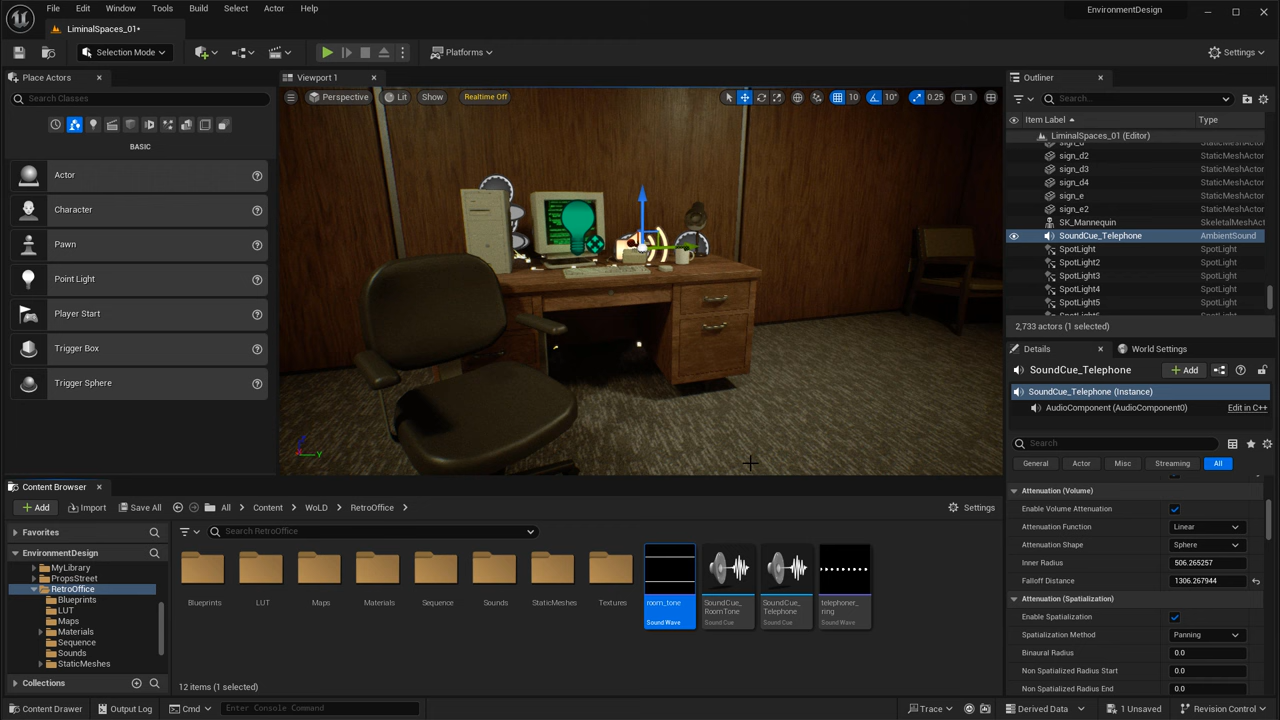 File Edit Window Tools Build Select Actor Help
EnvironmentDesign
LiminalSpaces_01*
Selection Mode
Platforms
Settings
Place Actors
Search Classes
BASIC
Actor
Character
Pawn
Point Light
Player Start
Trigger Box
Trigger Sphere
Viewport 1
Perspective Lit Show Realtime Off 10 10° 0.25 1
Z Y
Outliner
Search...
Item Label Type
LiminalSpaces_01 (Editor)
sign_d StaticMeshActor
sign_d2 StaticMeshActor
sign_d3 StaticMeshActor
sign_d4 StaticMeshActor
sign_e StaticMeshActor
sign_e2 StaticMeshActor
SK_Mannequin SkeletalMeshActor
SoundCue_Telephone AmbientSound
SpotLight SpotLight
SpotLight2 SpotLight
SpotLight3 SpotLight
SpotLight4 SpotLight
SpotLight5 SpotLight
2,733 actors (1 selected)
Details World Settings
SoundCue_Telephone Add
SoundCue_Telephone (Instance)
AudioComponent (AudioComponent0) Edit in C++
Search
General Actor Misc Streaming All
Attenuation (Volume)
Enable Volume Attenuation
Attenuation Function Linear
Attenuation Shape Sphere
Inner Radius 506.265257
Falloff Distance 1306.267944
Attenuation (Spatialization)
Enable Spatialization
Spatialization Method Panning
Binaural Radius 0.0
Non Spatialized Radius Start 0.0
Non Spatialized Radius End 0.0
Content Browser
Add Import Save All All Content WoLD RetroOffice Settings
Favorites
EnvironmentDesign
MyLibrary
PropsStreet
RetroOffice
Blueprints
LUT
Maps
Materials
Sequence
Sounds
StaticMeshes
Collections
Search RetroOffice
Blueprints LUT Maps Materials Sequence Sounds StaticMeshes Textures
room_tone
Sound Wave
SoundCue_
RoomTone
Sound Cue
SoundCue_
Telephone
Sound Cue
telephoner_
ring
Sound Wave
12 items (1 selected)
Content Drawer Output Log Cmd Enter Console Command Trace Derived Data 1 Unsaved Revision Control